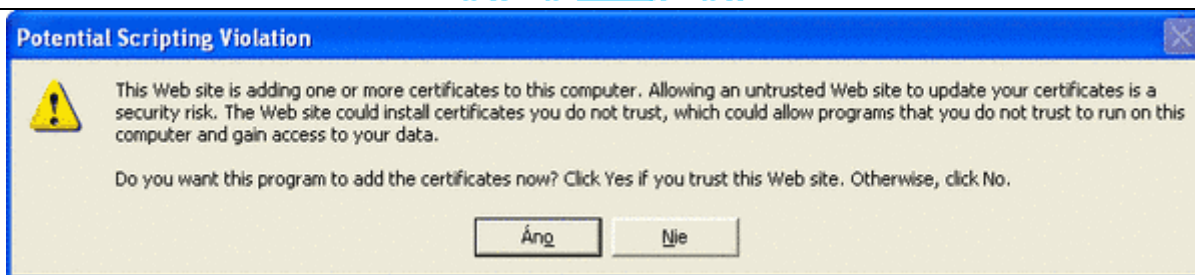 Potential Scripting Violation
This Web site is adding one or more certificates to this computer. Allowing an untrusted Web site to update your certificates is a
security risk. The Web site could install certificates you do not trust, which could allow programs that you do not trust to run on this
computer and gain access to your data.
Do you want this program to add the certificates now? Click Yes if you trust this Web site. Otherwise, click No.
Áno
Nie